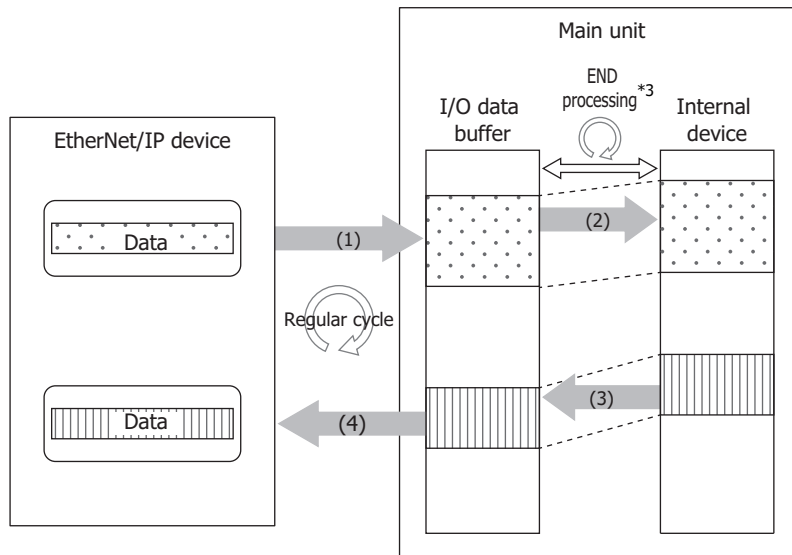 Main unit
END
processing*3
I/O data
buffer
Internal
device
EtherNet/IP device
Data
(1)
(2)
Regular cycle
Data
(3)
(4)